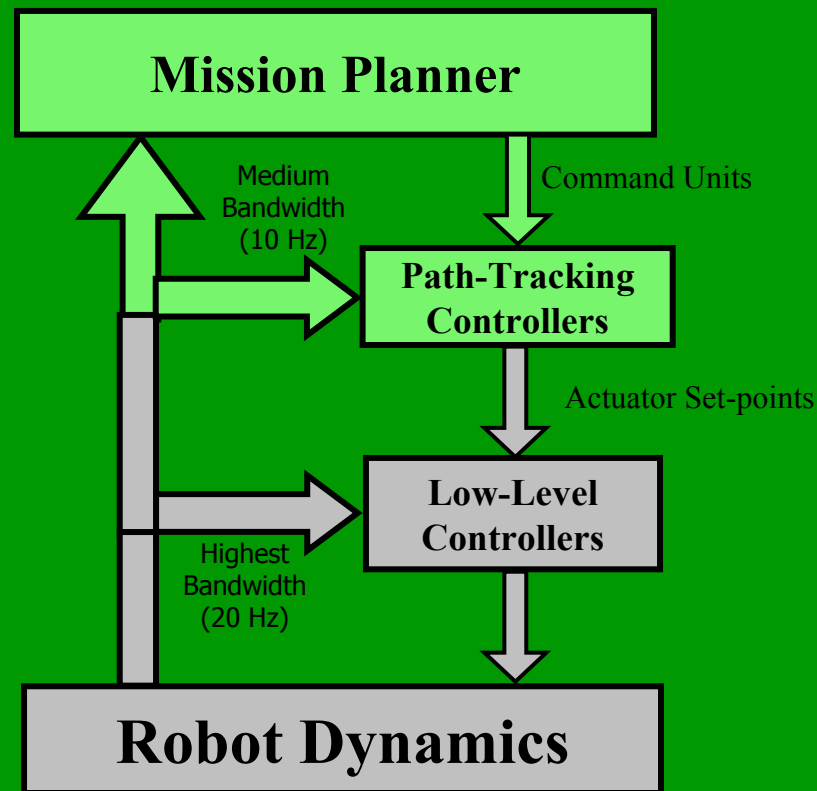 Mission Planner
Medium
Bandwidth
(10 Hz)
Command Units
Path-Tracking
Controllers
Actuator Set-points
Low-Level
Controllers
Highest
Bandwidth
(20 Hz)
Robot Dynamics